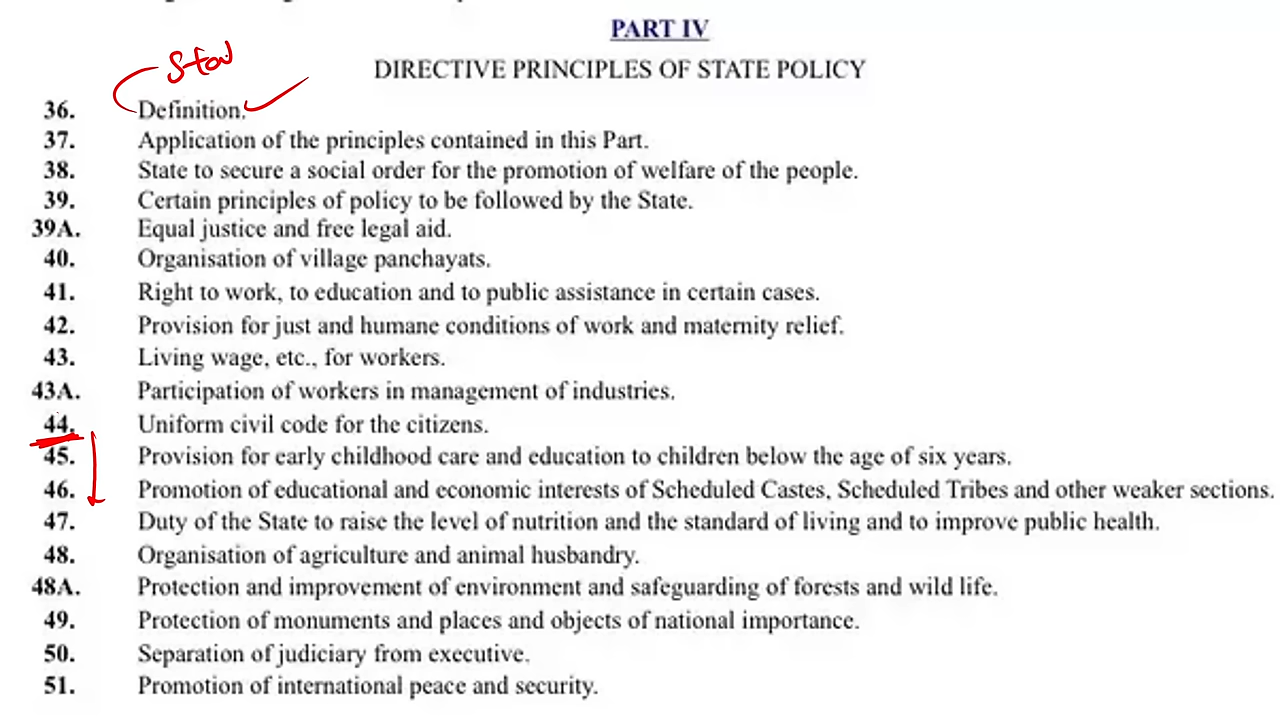 PART IV
DIRECTIVE PRINCIPLES OF STATE POLICY
36. Definition.
37. Application of the principles contained in this Part.
38. State to secure a social order for the promotion of welfare of the people.
39. Certain principles of policy to be followed by the State.
39A. Equal justice and free legal aid.
40. Organisation of village panchayats.
41. Right to work, to education and to public assistance in certain cases.
42. Provision for just and humane conditions of work and maternity relief.
43. Living wage, etc., for workers.
43A. Participation of workers in management of industries.
44. Uniform civil code for the citizens.
45. Provision for early childhood care and education to children below the age of six years.
46. Promotion of educational and economic interests of Scheduled Castes, Scheduled Tribes and other weaker sections.
47. Duty of the State to raise the level of nutrition and the standard of living and to improve public health.
48. Organisation of agriculture and animal husbandry.
48A. Protection and improvement of environment and safeguarding of forests and wild life.
49. Protection of monuments and places and objects of national importance.
50. Separation of judiciary from executive.
51. Promotion of international peace and security.